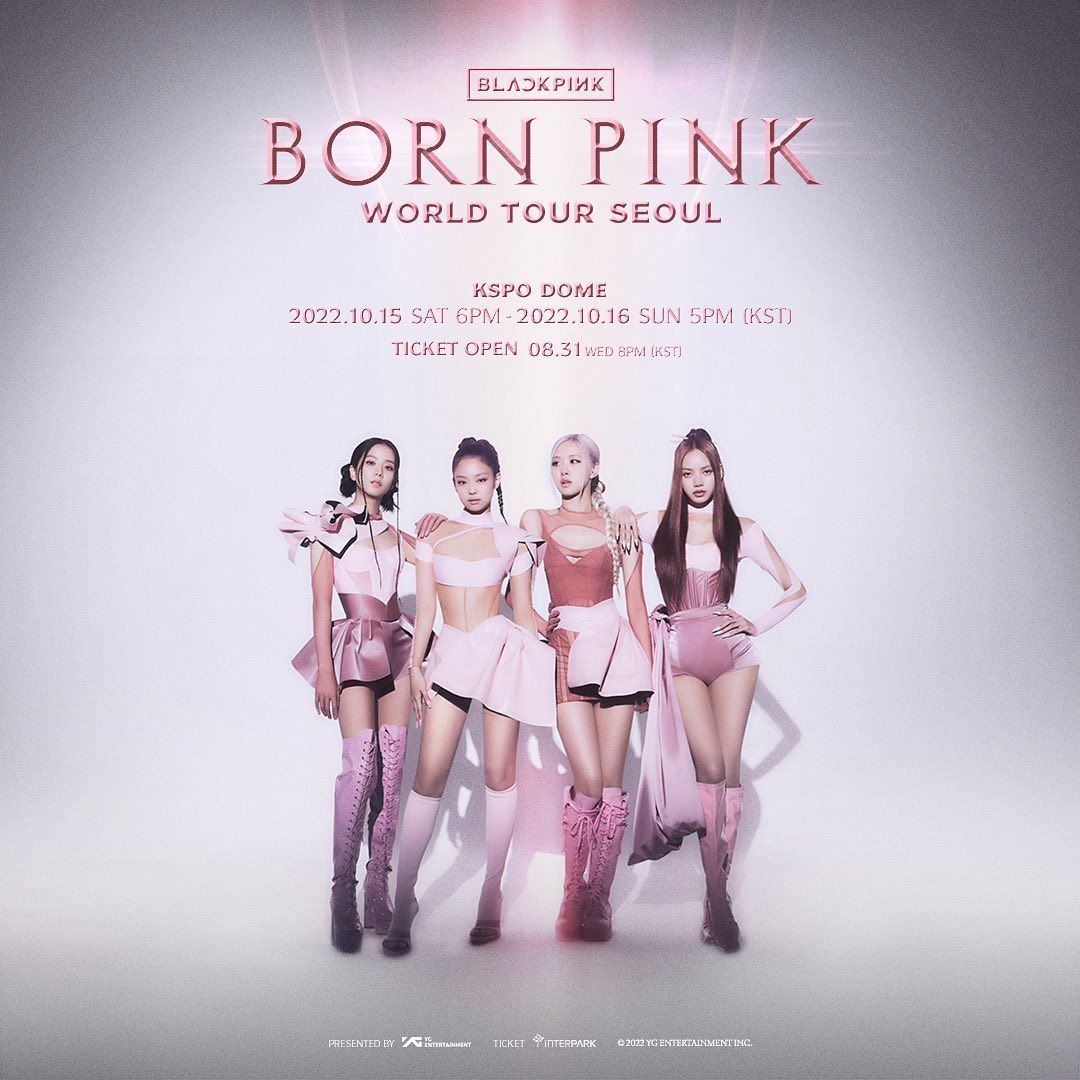 BLACKPINK
BORN PINK
WORLD TOUR SEOUL
KSPO DOME
2022.10.15 SAT 6PM - 2022.10.16 SUN 5PM (KST)
TICKET OPEN 08.31 WED 8PM (KST)
PRESENTED BY YG ENTERTAINMENT TICKET INTERPARK © 2022 YG ENTERTAINMENT INC.